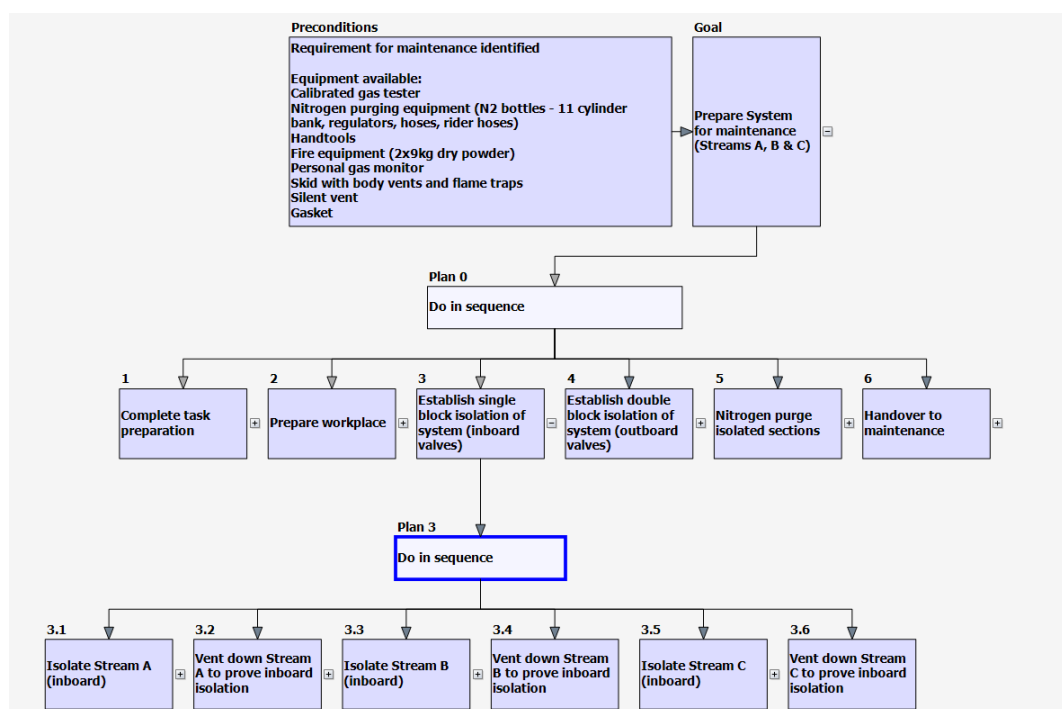 Preconditions
Requirement for maintenance identified
Equipment available:
Calibrated gas tester
Nitrogen purging equipment (N2 bottles - 11 cylinder
bank, regulators, hoses, rider hoses)
Handtools
Fire equipment (2x9kg dry powder)
Personal gas monitor
Skid with body vents and flame traps
Silent vent
Gasket
Goal
Prepare System
for maintenance
(Streams A, B & C)
Plan 0
Do in sequence
1
Complete task
preparation
2
Prepare workplace
3
Establish single
block isolation of
system (inboard
valves)
4
Establish double
block isolation of
system (outboard
valves)
5
Nitrogen purge
isolated sections
6
Handover to
maintenance
Plan 3
Do in sequence
3.1
Isolate Stream A
(inboard)
3.2
Vent down Stream
A to prove inboard
isolation
3.3
Isolate Stream B
(inboard)
3.4
Vent down Stream
B to prove inboard
isolation
3.5
Isolate Stream C
(inboard)
3.6
Vent down Stream
C to prove inboard
isolation